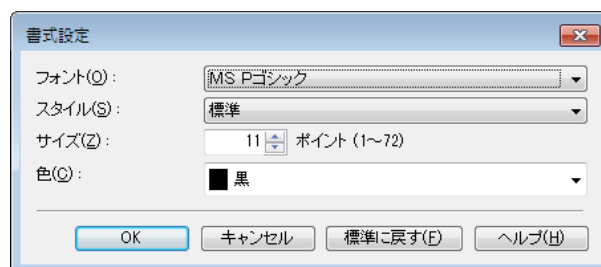 書式設定
フォント(O)： MS Pゴシック
スタイル(S)： 標準
サイズ(Z)： 11 ポイント (1～72)
色(C)： 黒
OK キャンセル 標準に戻す(F) ヘルプ(H)